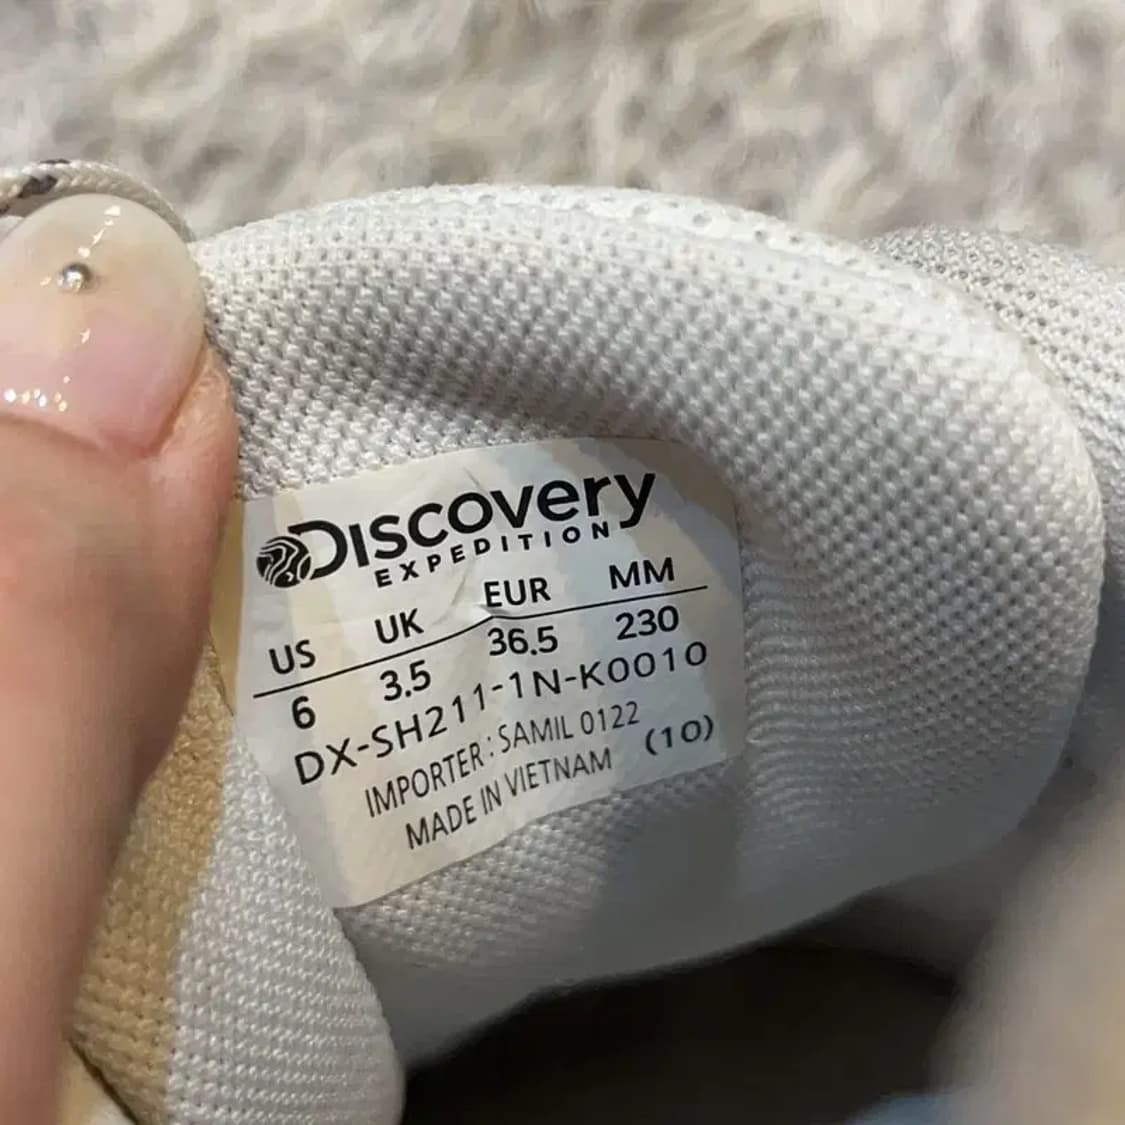 DISCOVERY
EXPEDITION
US UK EUR MM
6 3.5 36.5 230
DX-SH211-1N-K0010
IMPORTER : SAMIL 0122
MADE IN VIETNAM (10)